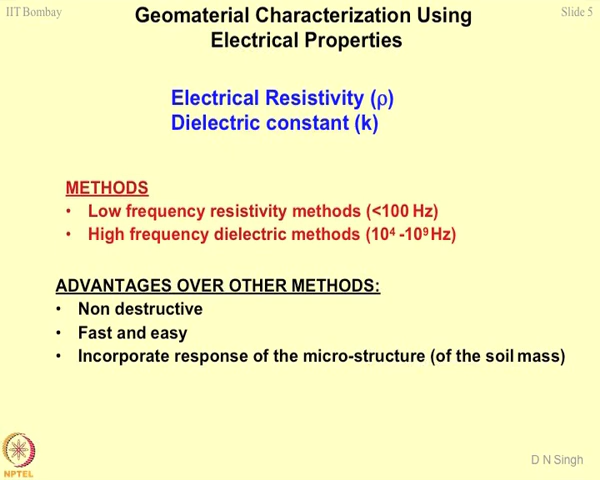 IIT Bombay
Slide 5
Geomaterial Characterization Using
Electrical Properties
Electrical Resistivity (ρ)
Dielectric constant (k)
METHODS
• Low frequency resistivity methods (<100 Hz)
• High frequency dielectric methods (10⁴ -10⁹ Hz)
ADVANTAGES OVER OTHER METHODS:
• Non destructive
• Fast and easy
• Incorporate response of the micro-structure (of the soil mass)
NPTEL
D N Singh